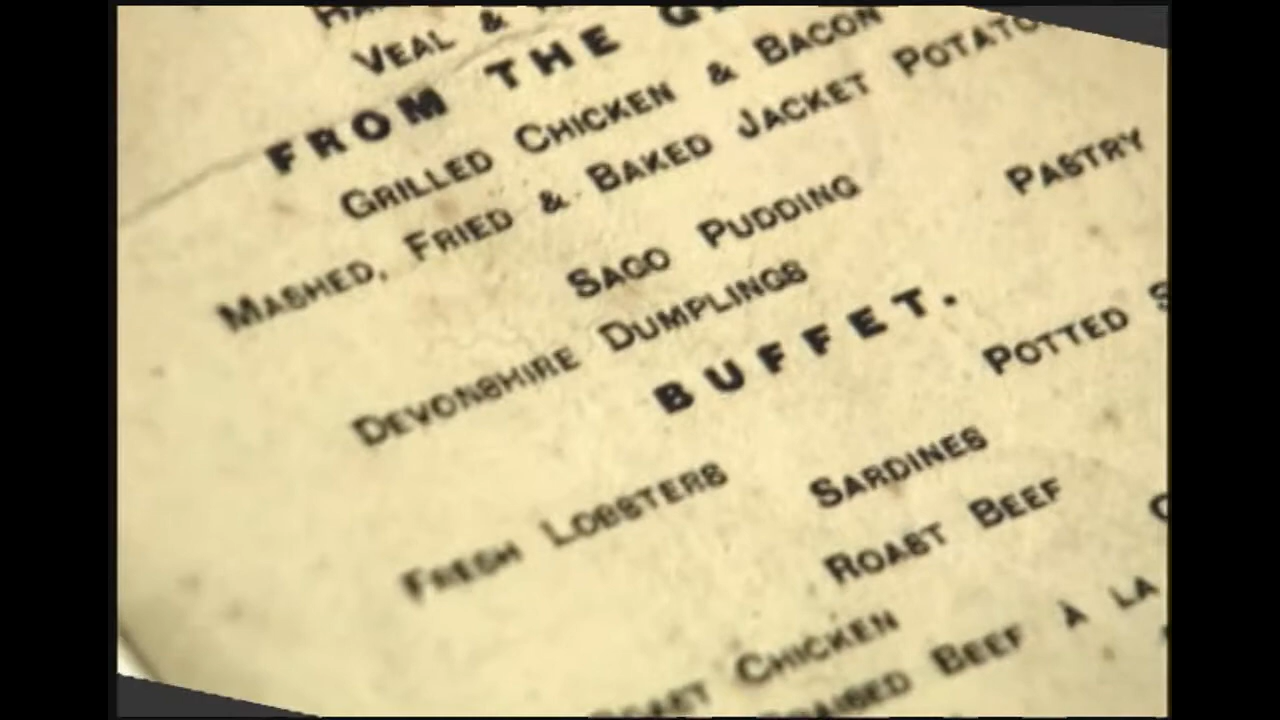 VEAL &
FROM THE
GRILLED CHICKEN & BACON
MASHED, FRIED & BAKED JACKET
SAGO PUDDING PASTRY
DEVONSHIRE DUMPLINGS
BUFFET.
POTTED
FRESH LOBSTERS SARDINES
ROAST BEEF
CHICKEN
BEEF À LA